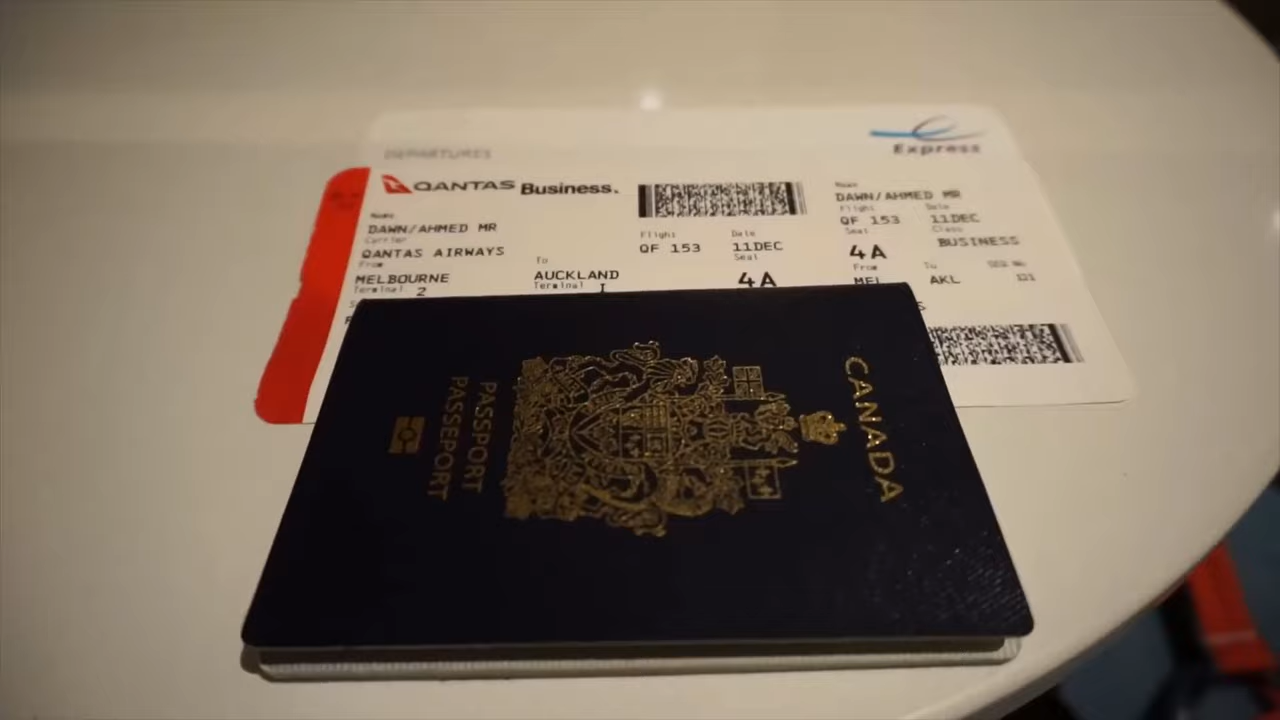 DEPARTURES
Express
QANTAS Business.
Name
DAWN/AHMED MR
Carrier
QANTAS AIRWAYS
From
MELBOURNE
Terminal 2
To
AUCKLAND
Terminal I
Flight
QF 153
Date
11DEC
Seat
4A
Name
DAWN/AHMED MR
Flight
QF 153
Date
11DEC
Seat
4A
Class
BUSINESS
From
MEL
To
AKL
CANADA
PASSPORT
PASSEPORT